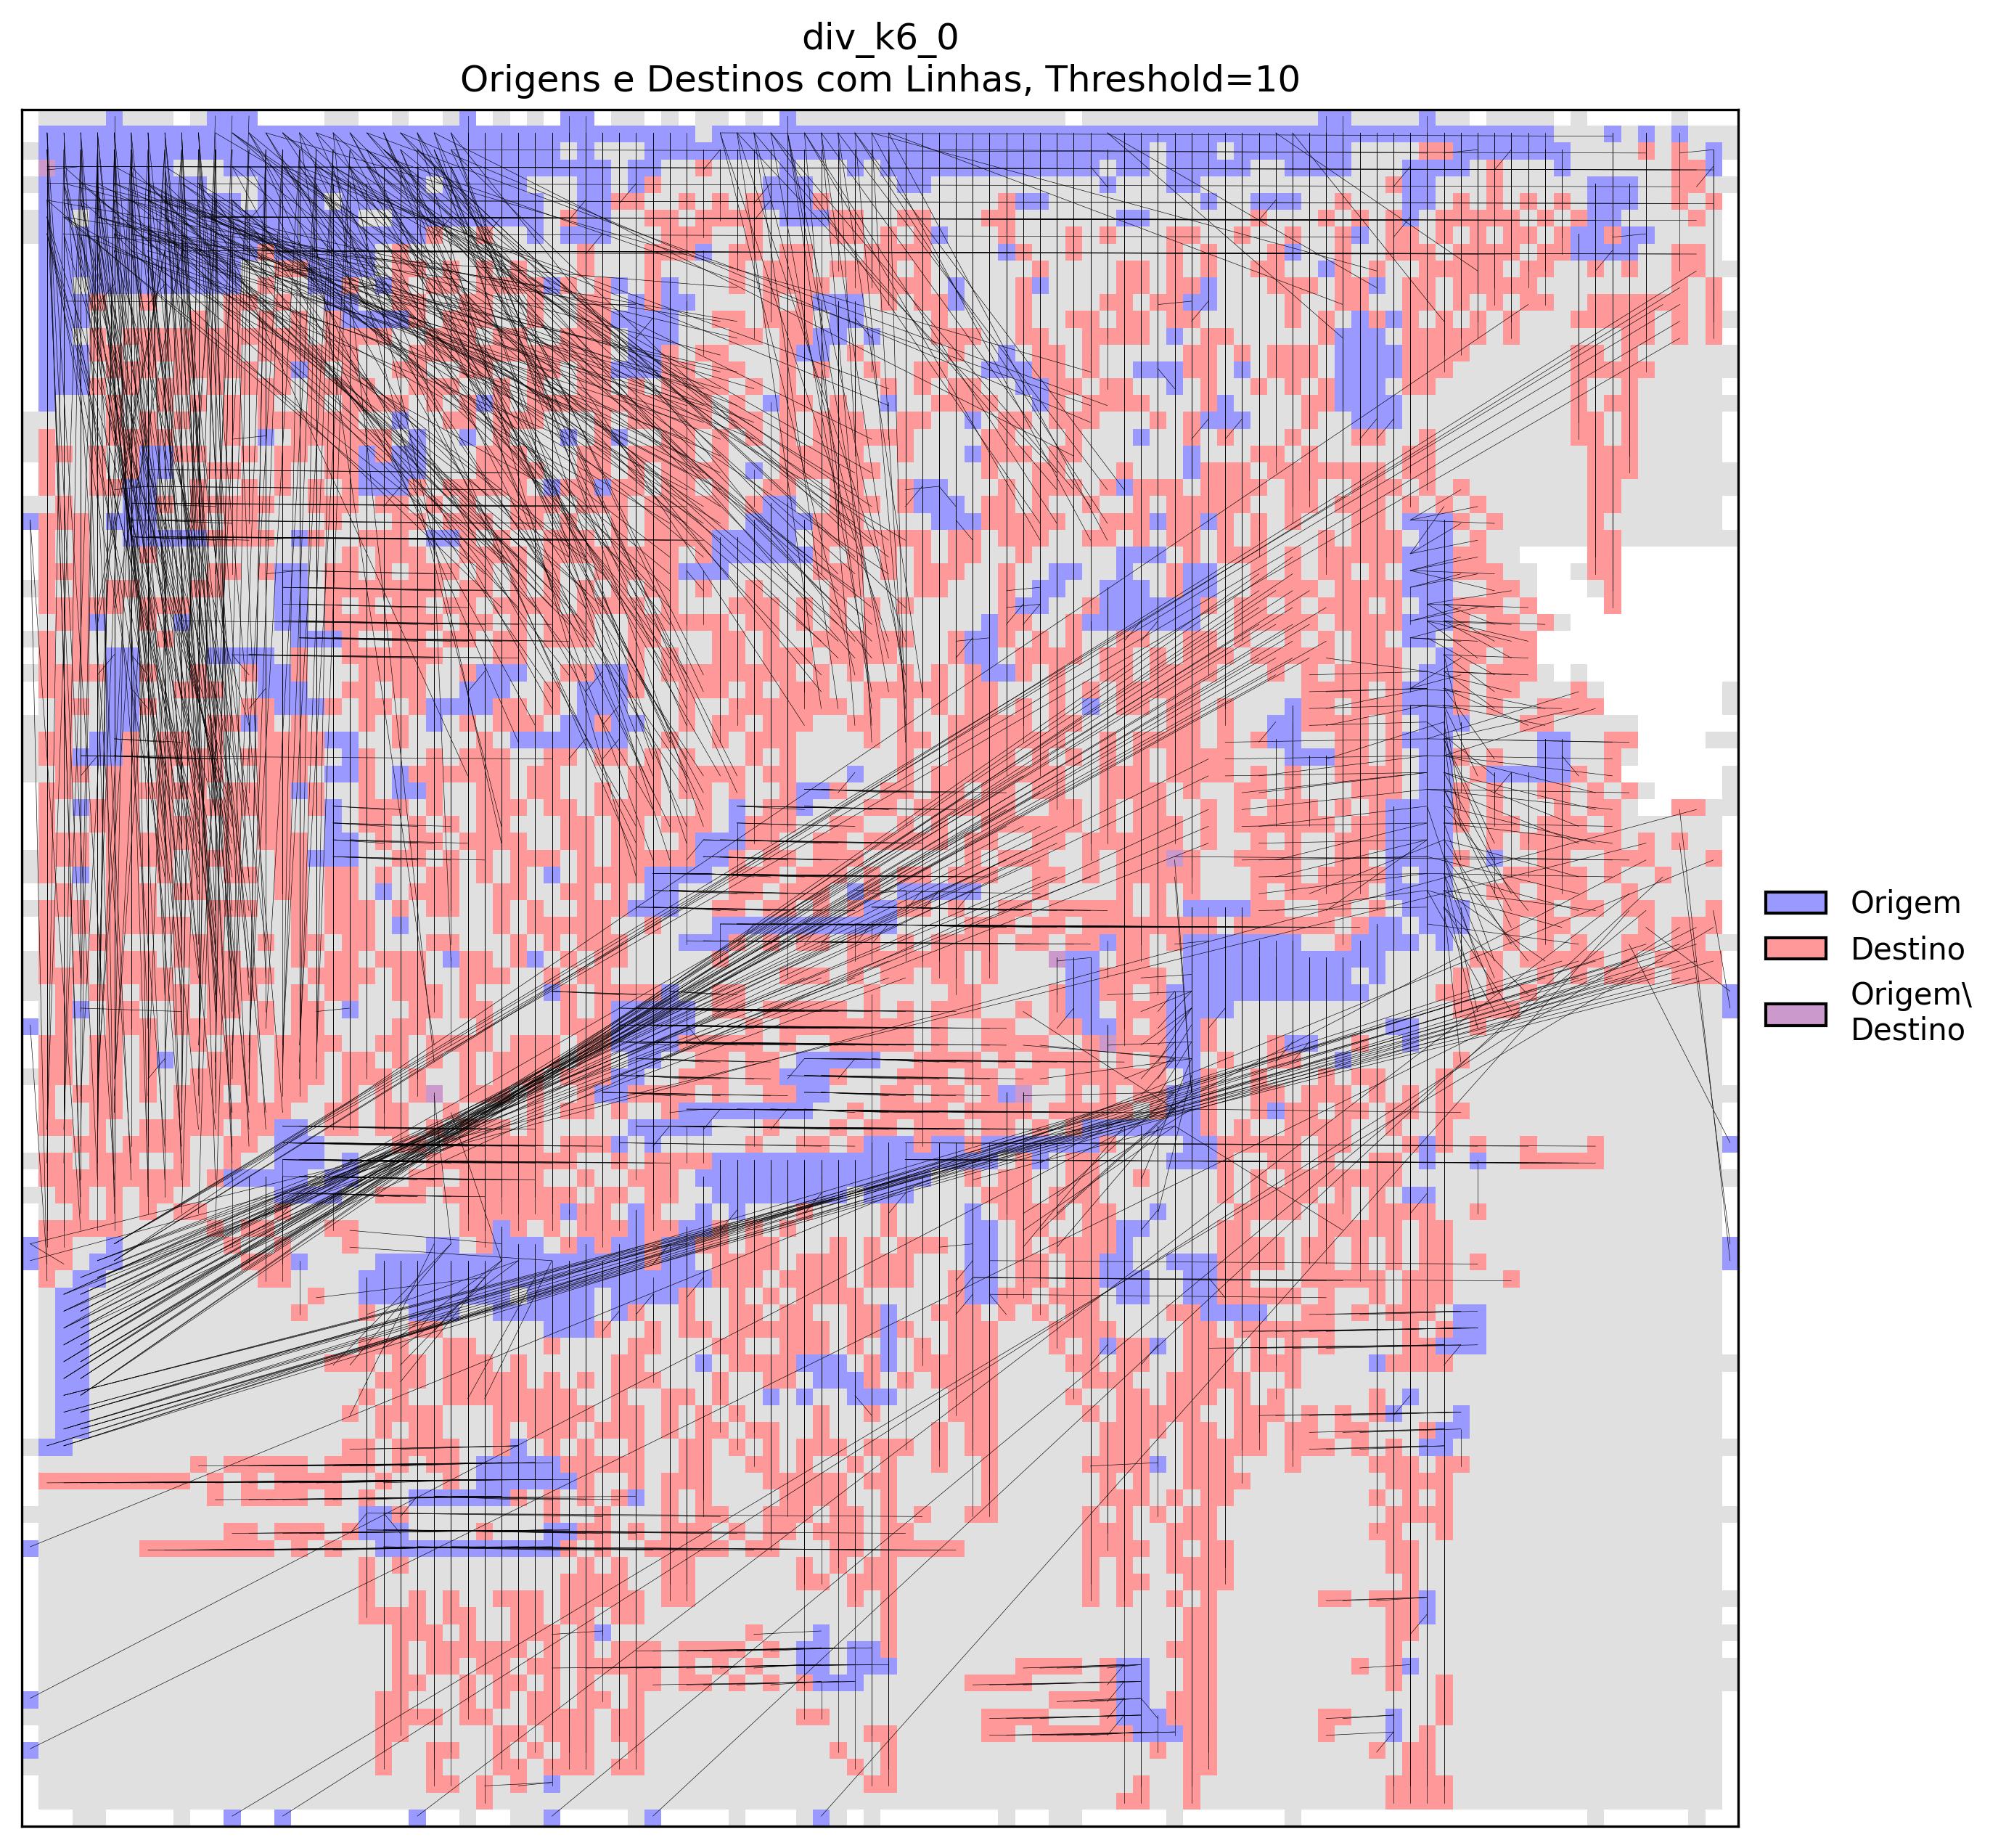 div_k6_0
Origens e Destinos com Linhas, Threshold=10
Origem
Destino
Origem\
Destino